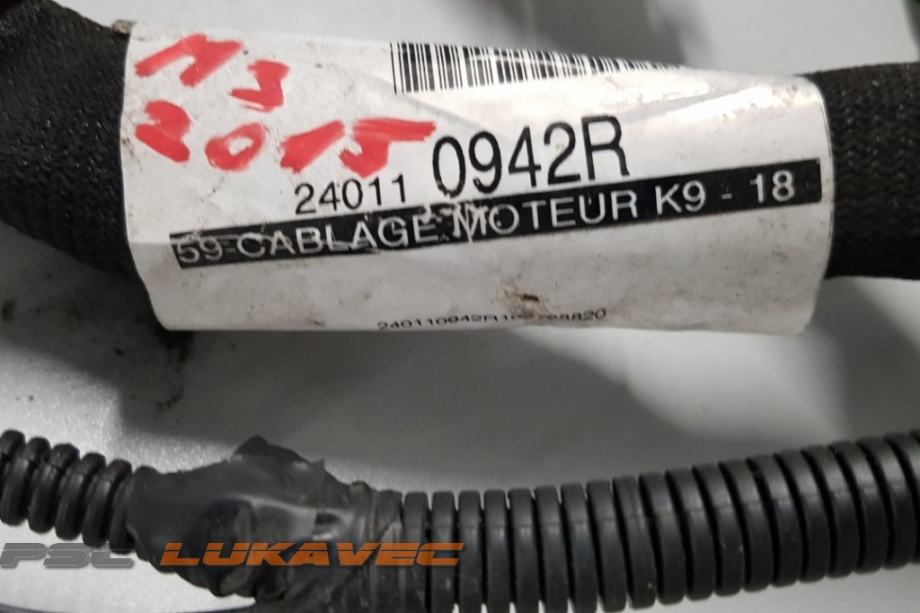 M3
2015
24011 0942R
59-CABLAGE MOTEUR K9 - 18
PSL LUKAVEC